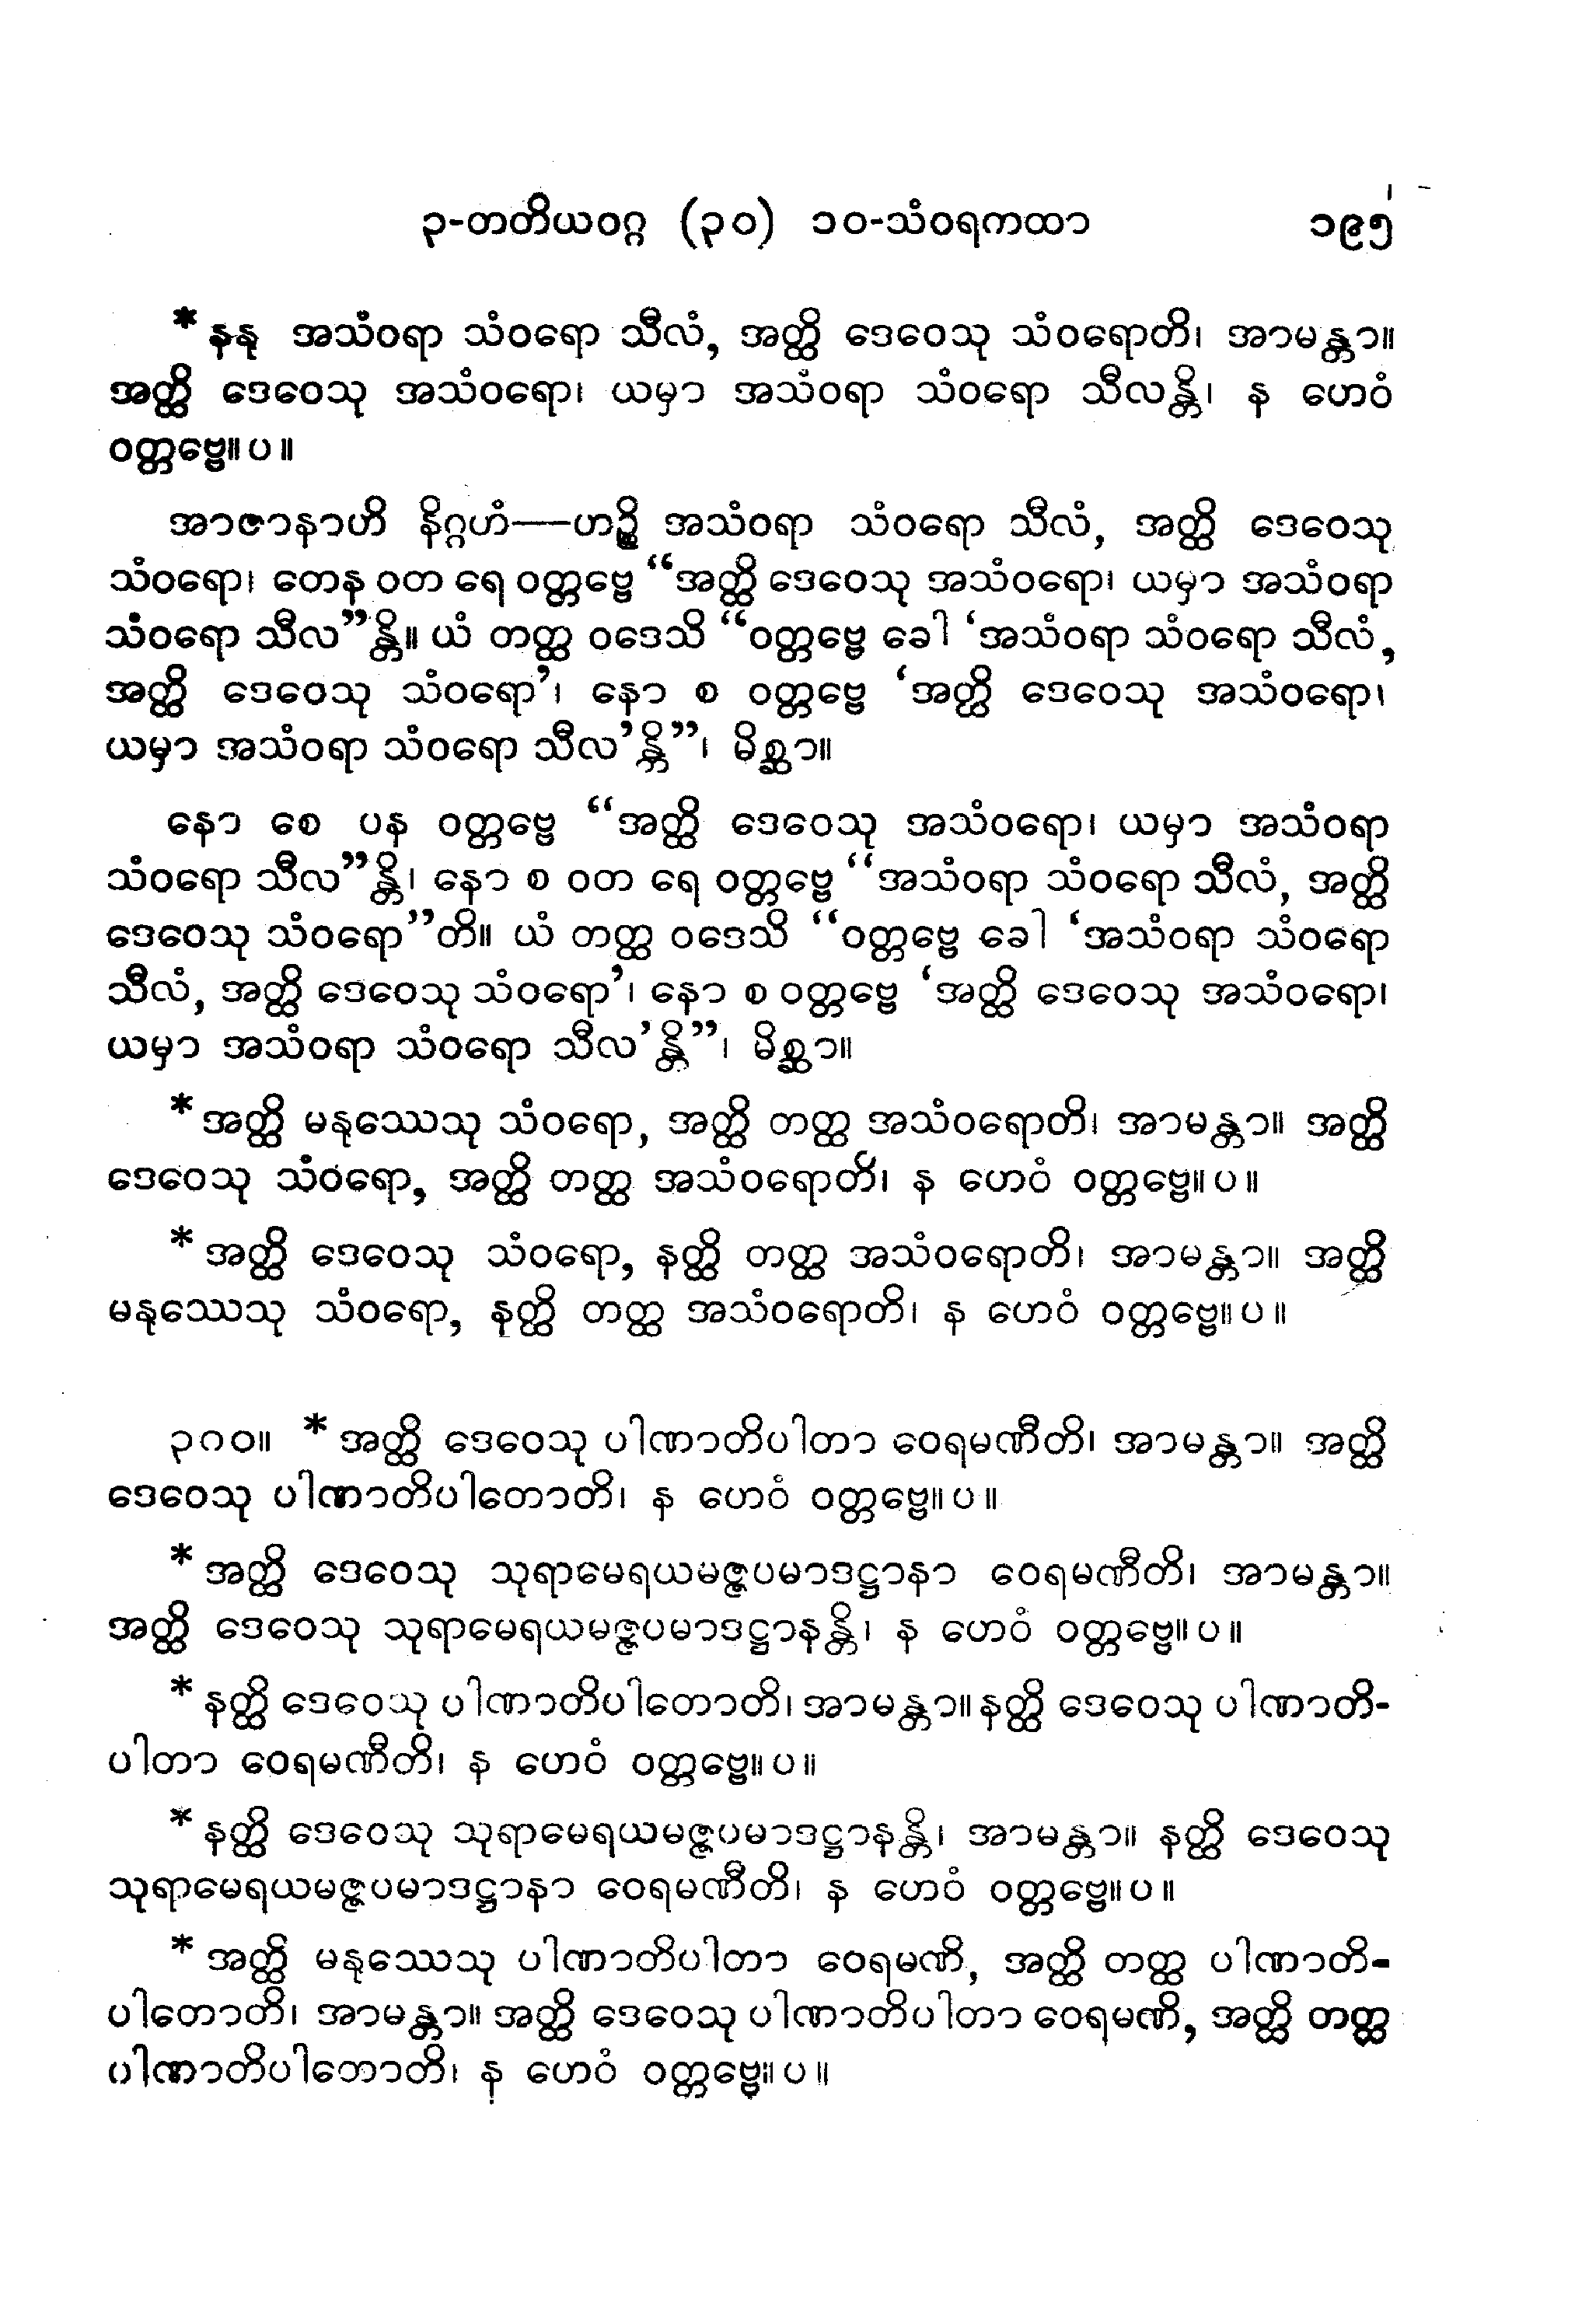 ၃-တတိယဝဂ္ဂ (၃၀) ၁၀-သံဝရကထာ ၁၉၅
* နနု အသံဝရာ သံဝရော သီလံ, အတ္ထိ ဒေဝေသု သံဝရောတိ၊ အာမန္တာ။
အတ္ထိ ဒေဝေသု အသံဝရော၊ ယမှာ အသံဝရာ သံဝရော သီလန္တိ၊ န ဟေဝံ
ဝတ္တဗ္ဗေ။ပ။
အာဇာနာဟိ နိဂ္ဂဟံ—ဟဉ္စိ အသံဝရာ သံဝရော သီလံ, အတ္ထိ ဒေဝေသု
သံဝရော၊ တေန ဝတ ရေ ဝတ္တဗ္ဗေ “အတ္ထိ ဒေဝေသု အသံဝရော၊ ယမှာ အသံဝရာ
သံဝရော သီလ”န္တိ။ ယံ တတ္ထ ဝဒေသိ “ဝတ္တဗ္ဗေ ခေါ ‘အသံဝရာ သံဝရော သီလံ,
အတ္ထိ ဒေဝေသု သံဝရော’၊ နော စ ဝတ္တဗ္ဗေ ‘အတ္ထိ ဒေဝေသု အသံဝရော၊
ယမှာ အသံဝရာ သံဝရော သီလ’န္တိ”၊ မိစ္ဆာ။
နော စေ ပန ဝတ္တဗ္ဗေ “အတ္ထိ ဒေဝေသု အသံဝရော၊ ယမှာ အသံဝရာ
သံဝရော သီလ”န္တိ၊ နော စ ဝတ ရေ ဝတ္တဗ္ဗေ “အသံဝရာ သံဝရော သီလံ, အတ္ထိ
ဒေဝေသု သံဝရော”တိ။ ယံ တတ္ထ ဝဒေသိ “ဝတ္တဗ္ဗေ ခေါ ‘အသံဝရာ သံဝရော
သီလံ, အတ္ထိ ဒေဝေသု သံဝရော’၊ နော စ ဝတ္တဗ္ဗေ ‘အတ္ထိ ဒေဝေသု အသံဝရော၊
ယမှာ အသံဝရာ သံဝရော သီလ’န္တိ”၊ မိစ္ဆာ။
* အတ္ထိ မနုဿေသု သံဝရော, အတ္ထိ တတ္ထ အသံဝရောတိ၊ အာမန္တာ။ အတ္ထိ
ဒေဝေသု သံဝရော, အတ္ထိ တတ္ထ အသံဝရောတိ၊ န ဟေဝံ ဝတ္တဗ္ဗေ။ပ။
* အတ္ထိ ဒေဝေသု သံဝရော, နတ္ထိ တတ္ထ အသံဝရောတိ၊ အာမန္တာ။ အတ္ထိ
မနုဿေသု သံဝရော, နတ္ထိ တတ္ထ အသံဝရောတိ၊ န ဟေဝံ ဝတ္တဗ္ဗေ။ပ။
၃၈၀။ * အတ္ထိ ဒေဝေသု ပါဏာတိပါတာ ဝေရမဏီတိ၊ အာမန္တာ။ အတ္ထိ
ဒေဝေသု ပါဏာတိပါတောတိ၊ န ဟေဝံ ဝတ္တဗ္ဗေ။ပ။
* အတ္ထိ ဒေဝေသု သုရာမေရယမဇ္ဇပမာဒဋ္ဌာနာ ဝေရမဏီတိ၊ အာမန္တာ။
အတ္ထိ ဒေဝေသု သုရာမေရယမဇ္ဇပမာဒဋ္ဌာနန္တိ၊ န ဟေဝံ ဝတ္တဗ္ဗေ။ပ။
* နတ္ထိ ဒေဝေသု ပါဏာတိပါတောတိ၊ အာမန္တာ။ နတ္ထိ ဒေဝေသု ပါဏာတိ-
ပါတာ ဝေရမဏီတိ၊ န ဟေဝံ ဝတ္တဗ္ဗေ။ပ။
* နတ္ထိ ဒေဝေသု သုရာမေရယမဇ္ဇပမာဒဋ္ဌာနန္တိ၊ အာမန္တာ။ နတ္ထိ ဒေဝေသု
သုရာမေရယမဇ္ဇပမာဒဋ္ဌာနာ ဝေရမဏီတိ၊ န ဟေဝံ ဝတ္တဗ္ဗေ။ပ။
* အတ္ထိ မနုဿေသု ပါဏာတိပါတာ ဝေရမဏိ, အတ္ထိ တတ္ထ ပါဏာတိ-
ပါတောတိ၊ အာမန္တာ။ အတ္ထိ ဒေဝေသု ပါဏာတိပါတာ ဝေရမဏိ, အတ္ထိ တတ္ထ
ပါဏာတိပါတောတိ၊ န ဟေဝံ ဝတ္တဗ္ဗေ။ပ။